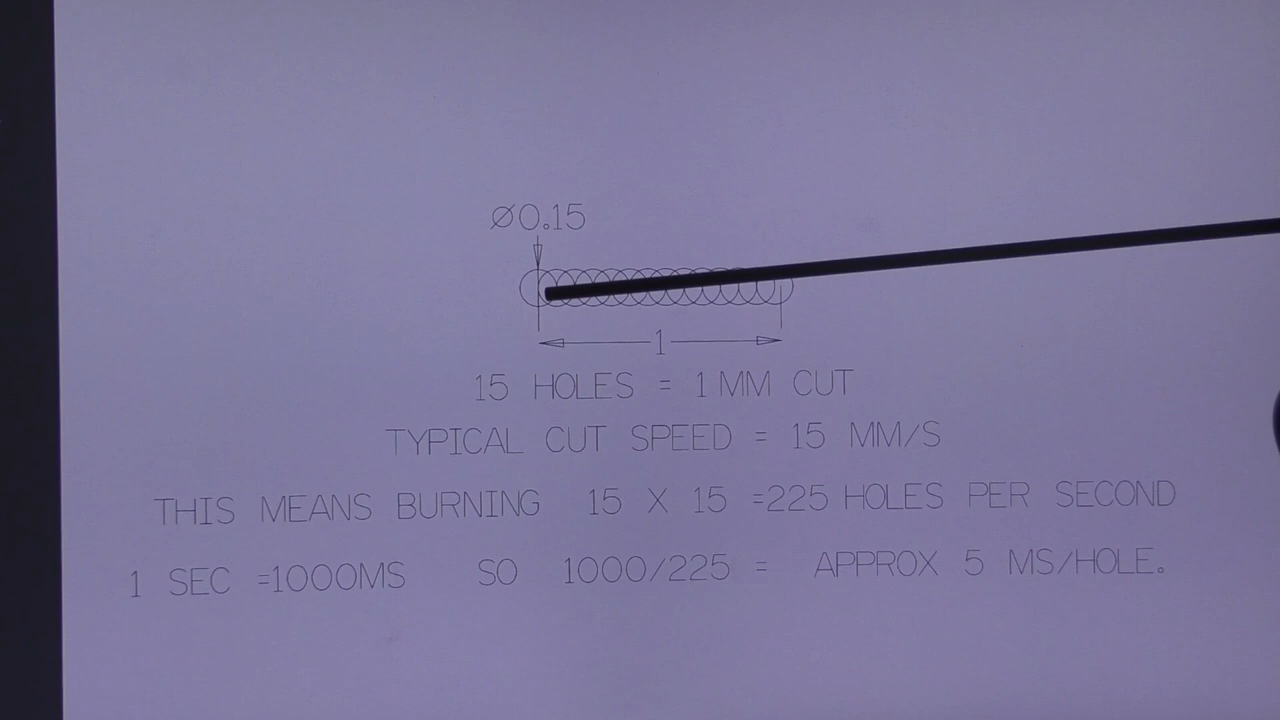 Ø0.15
1
15 HOLES = 1 MM CUT
TYPICAL CUT SPEED = 15 MM/S
THIS MEANS BURNING 15 X 15 =225 HOLES PER SECOND
1 SEC =1000MS SO 1000/225 = APPROX 5 MS/HOLE.